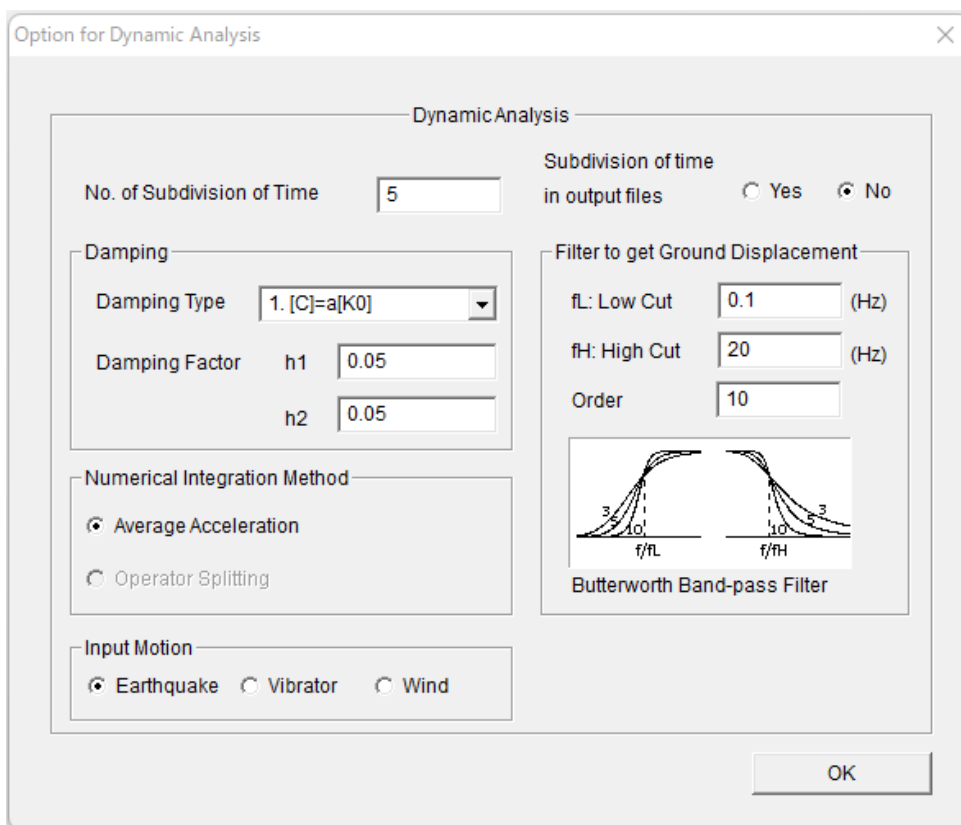 Option for Dynamic Analysis
Dynamic Analysis
No. of Subdivision of Time 5
Subdivision of time
in output files Yes No
Damping
Damping Type 1. [C]=a[K0]
Damping Factor h1 0.05
h2 0.05
Filter to get Ground Displacement
fL: Low Cut 0.1 (Hz)
fH: High Cut 20 (Hz)
Order 10
3 5 10 10 5 3
f/fL f/fH
Butterworth Band-pass Filter
Numerical Integration Method
Average Acceleration
Operator Splitting
Input Motion
Earthquake Vibrator Wind
OK